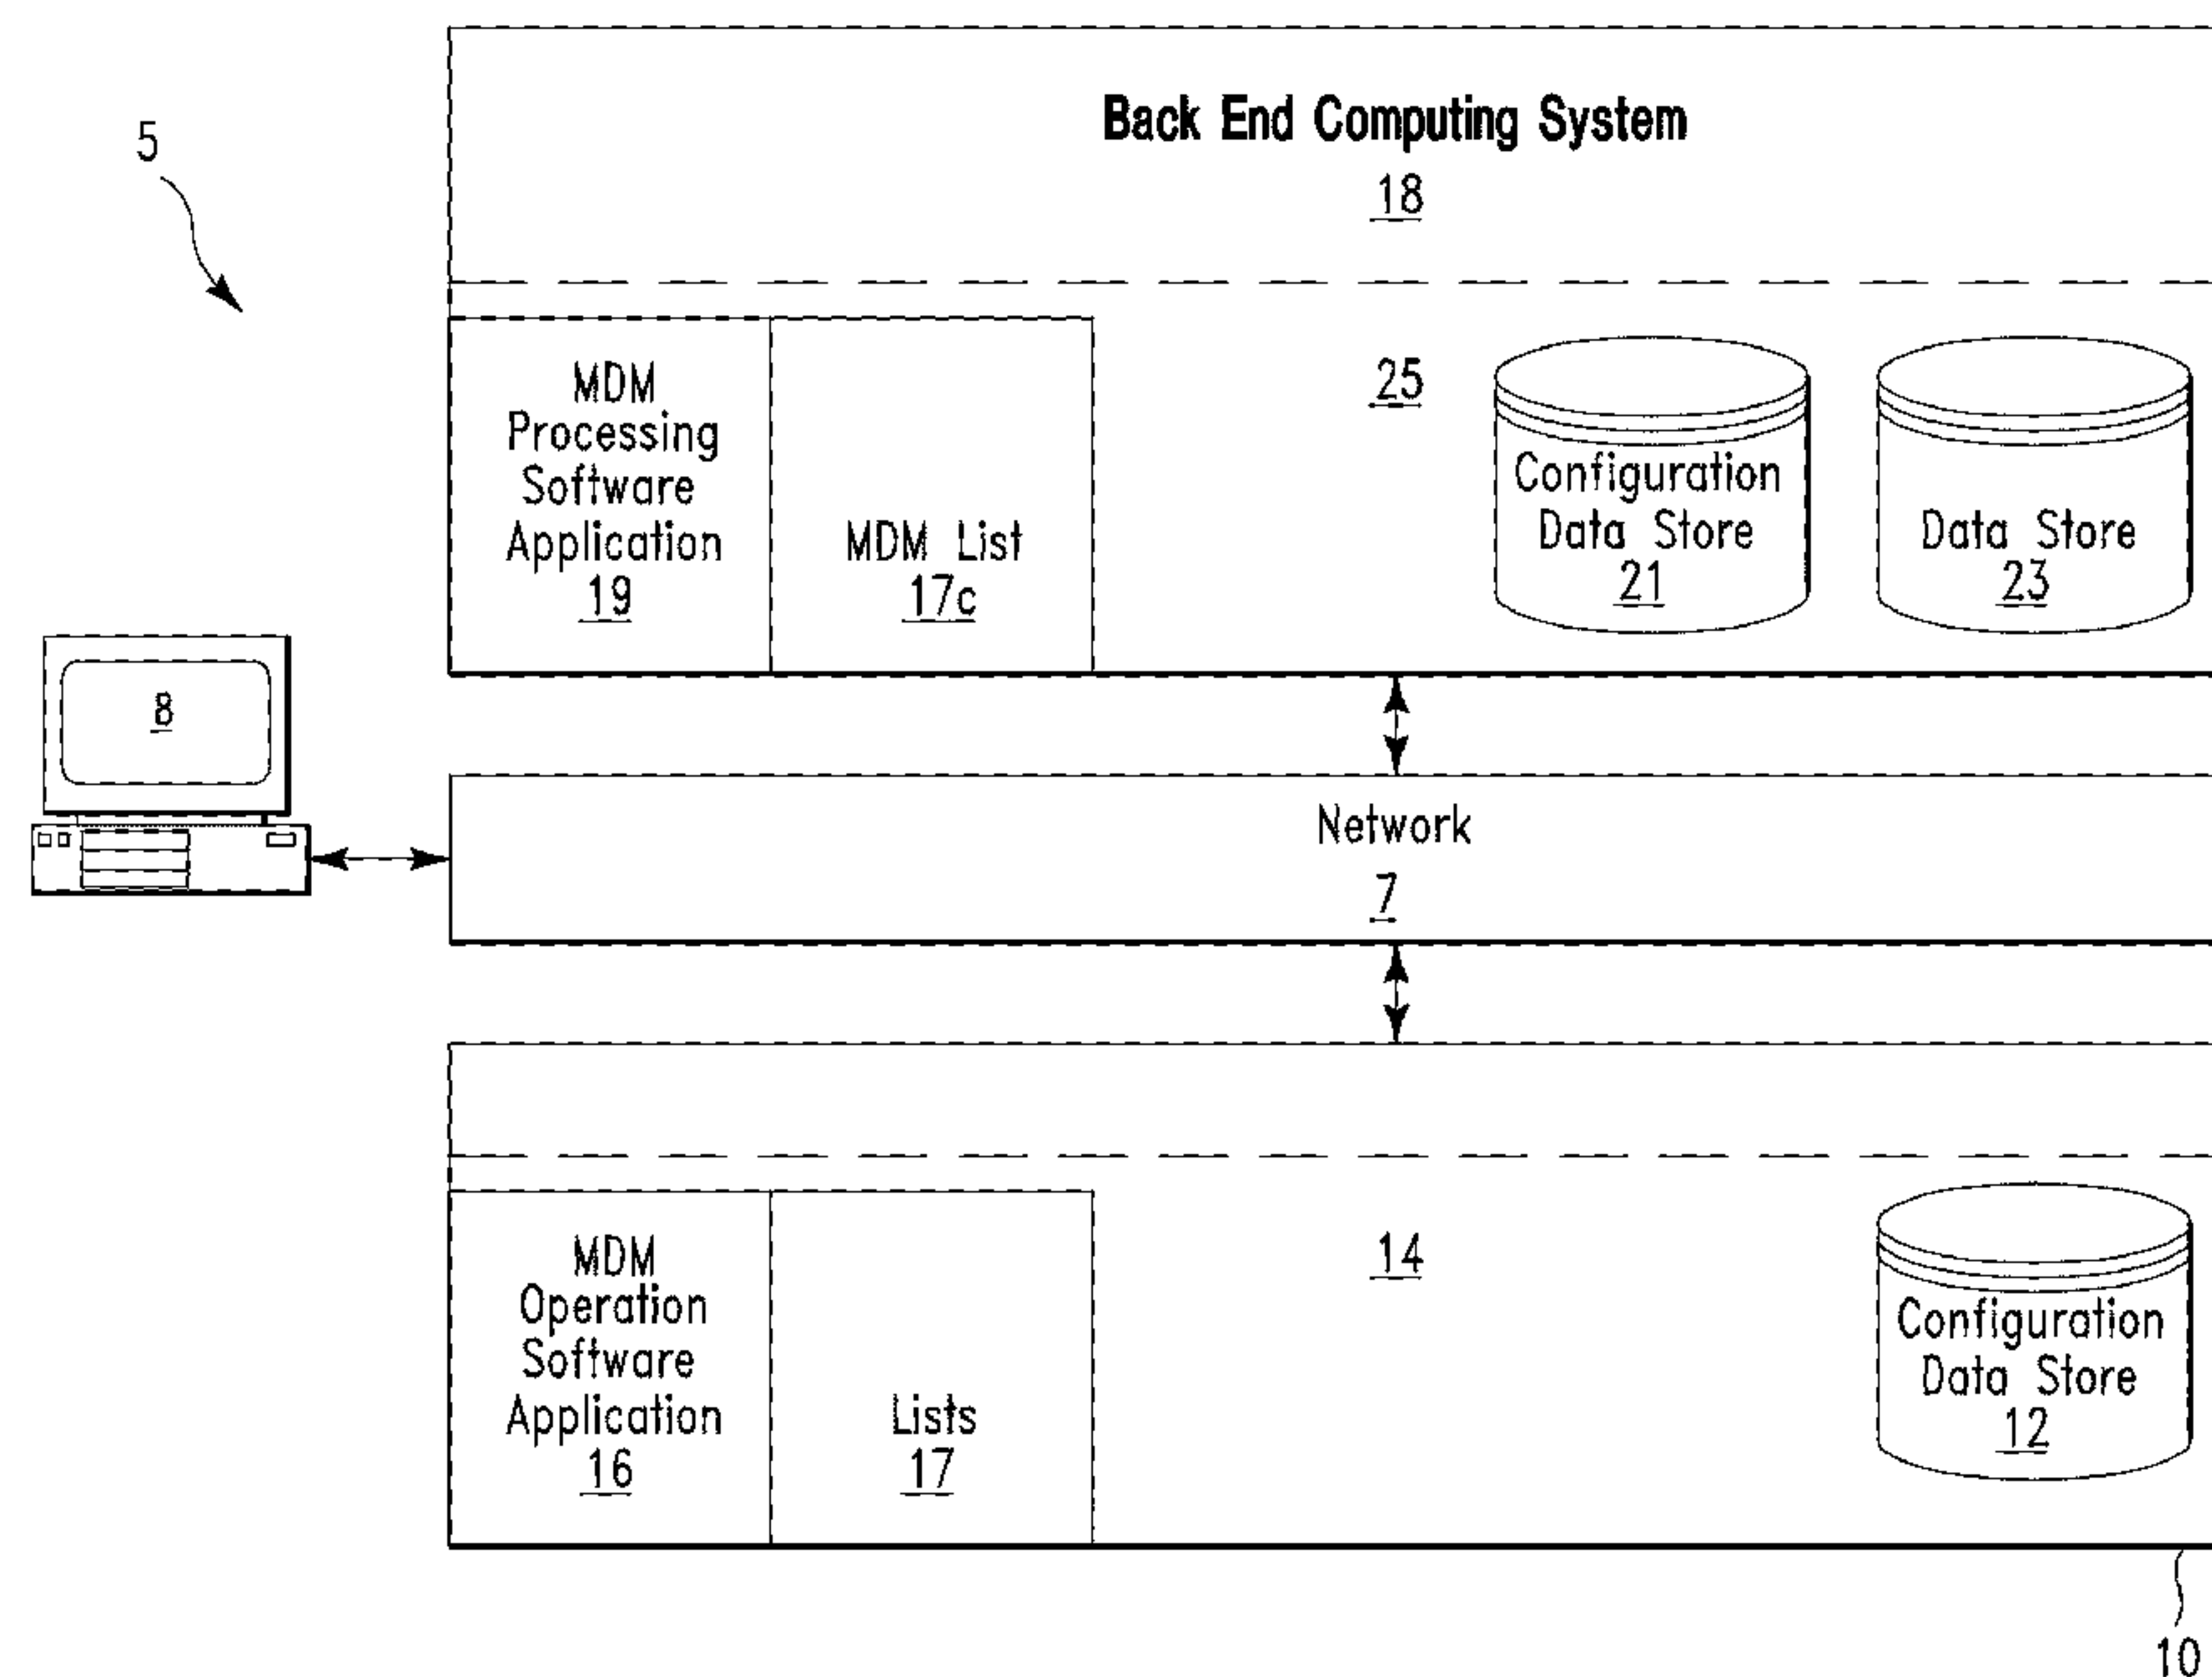 5
Back End Computing System
18
MDM
Processing
Software
Application
19
MDM List
17c
25
Configuration
Data Store
21
Data Store
23
8
Network
7
MDM
Operation
Software
Application
16
Lists
17
14
Configuration
Data Store
12
10